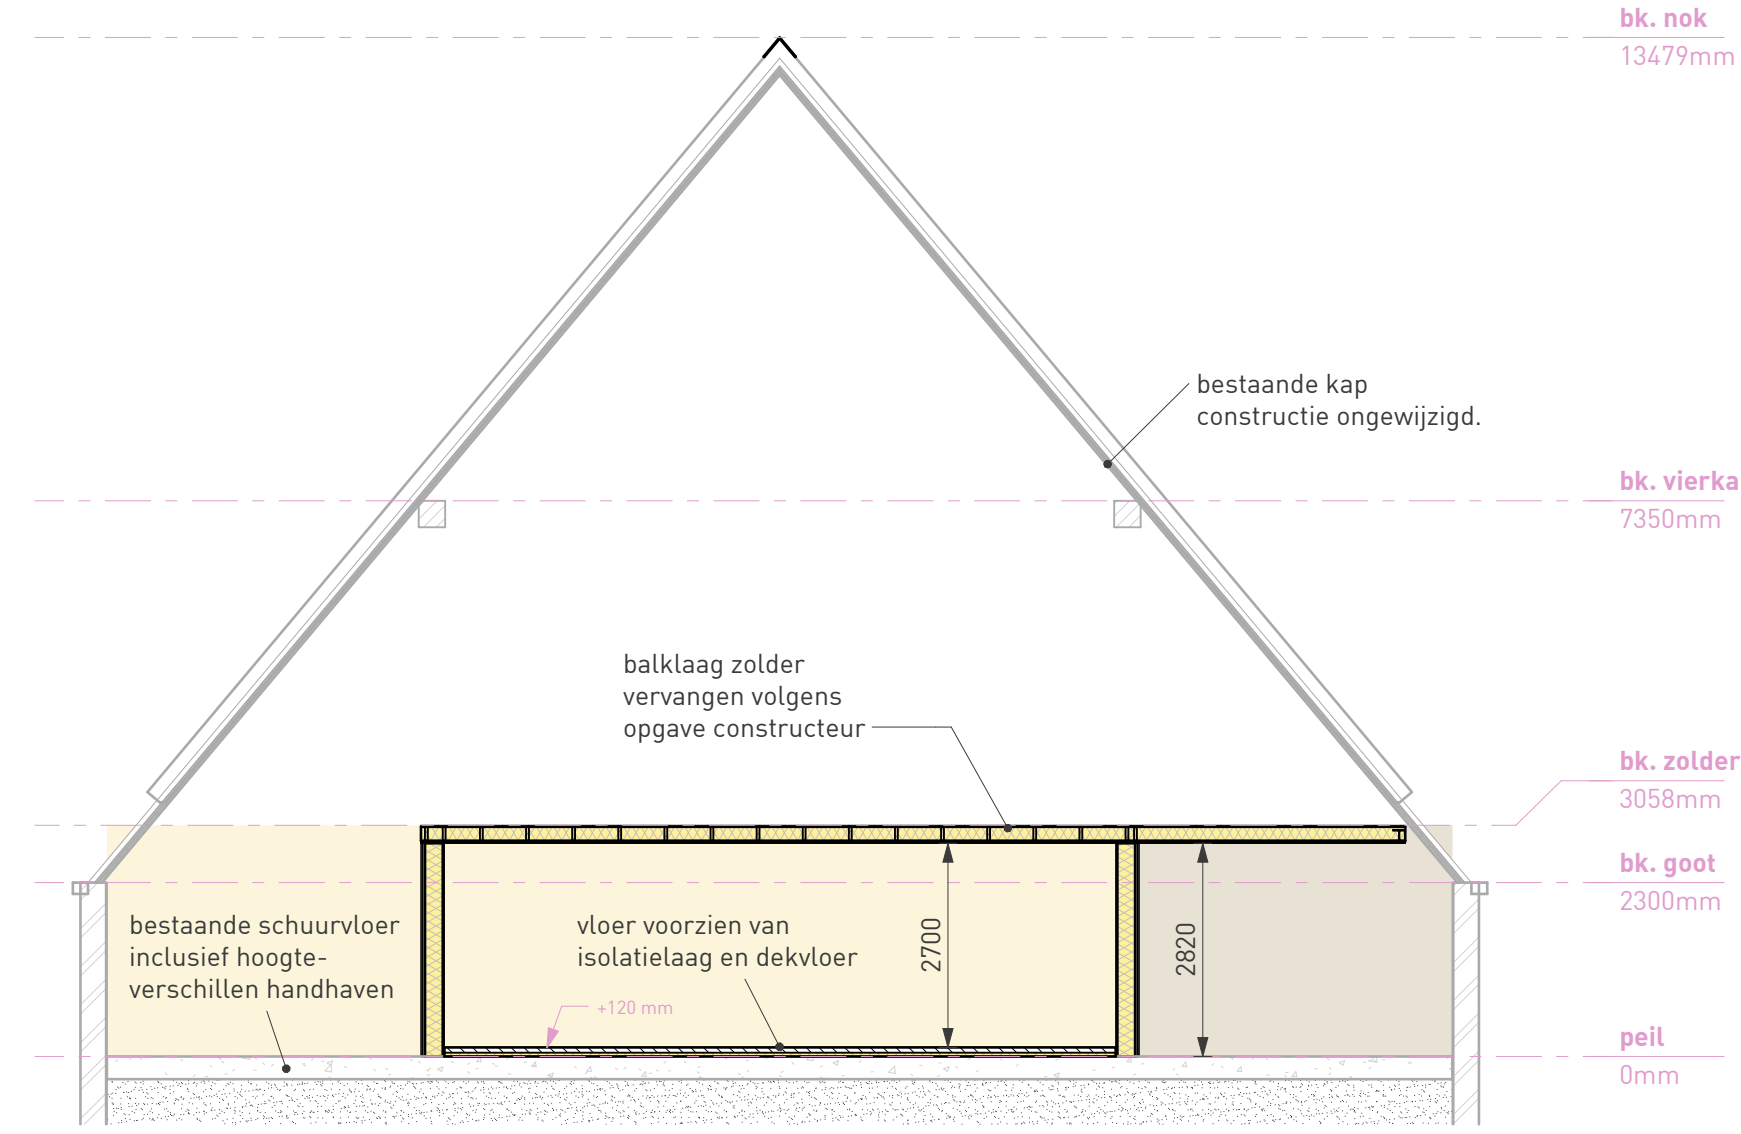 bk. nok
13479mm
bestaande kap
constructie ongewijzigd.
bk. vierka
7350mm
balklaag zolder
vervangen volgens
opgave constructeur
bk. zolder
3058mm
bk. goot
2300mm
bestaande schuurvloer
inclusief hoogte-
verschillen handhaven
vloer voorzien van
isolatielaag en dekvloer
2700
2820
+120 mm
peil
0mm